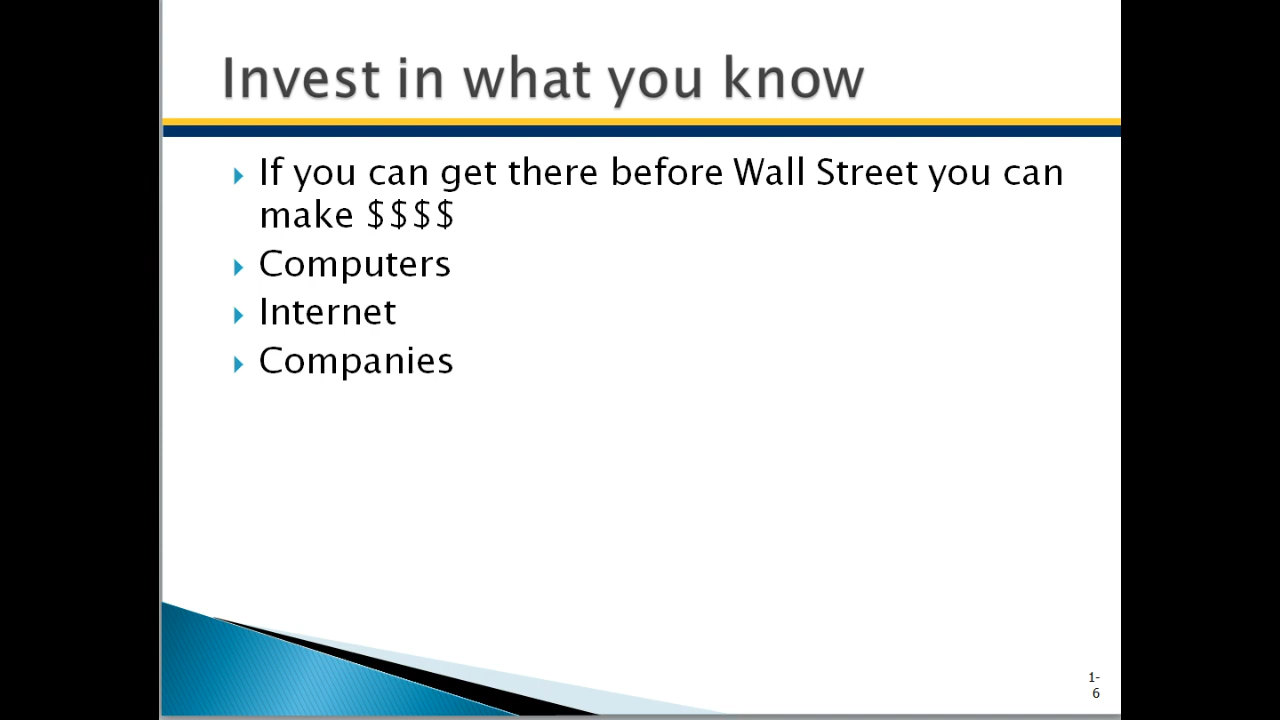 Invest in what you know
If you can get there before Wall Street you can
make $$$$
Computers
Internet
Companies
1-
6